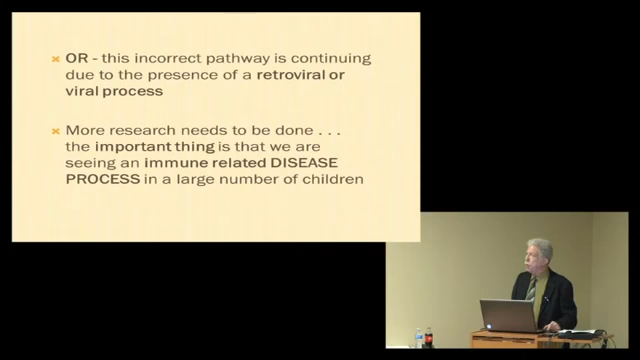 OR - this incorrect pathway is continuing
due to the presence of a retroviral or
viral process
More research needs to be done . . .
the important thing is that we are
seeing an immune related DISEASE
PROCESS in a large number of children